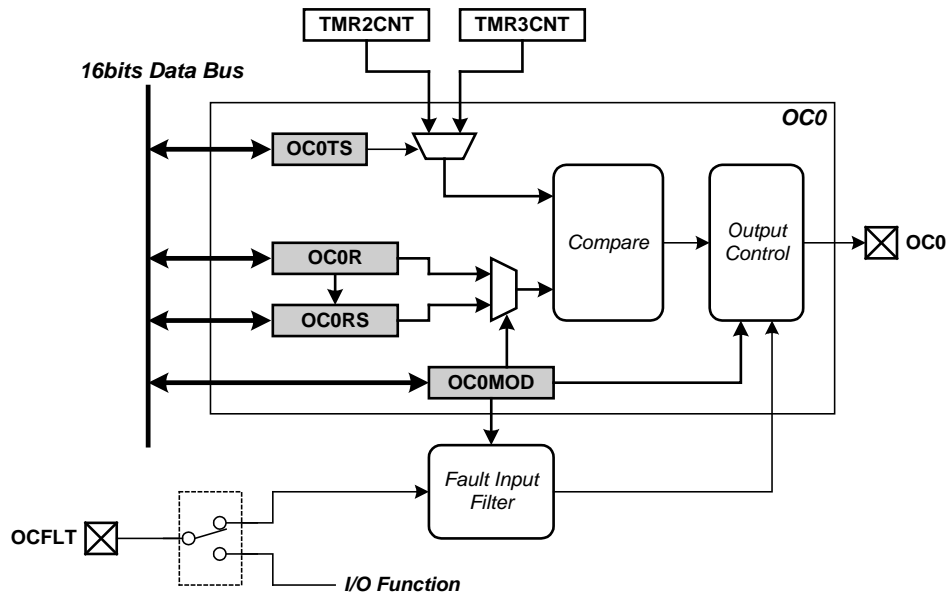 TMR2CNT
TMR3CNT
16bits Data Bus
OC0
OC0TS
OC0R
OC0RS
OC0MOD
Compare
Output
Control
OC0
Fault Input
Filter
OCFLT
I/O Function